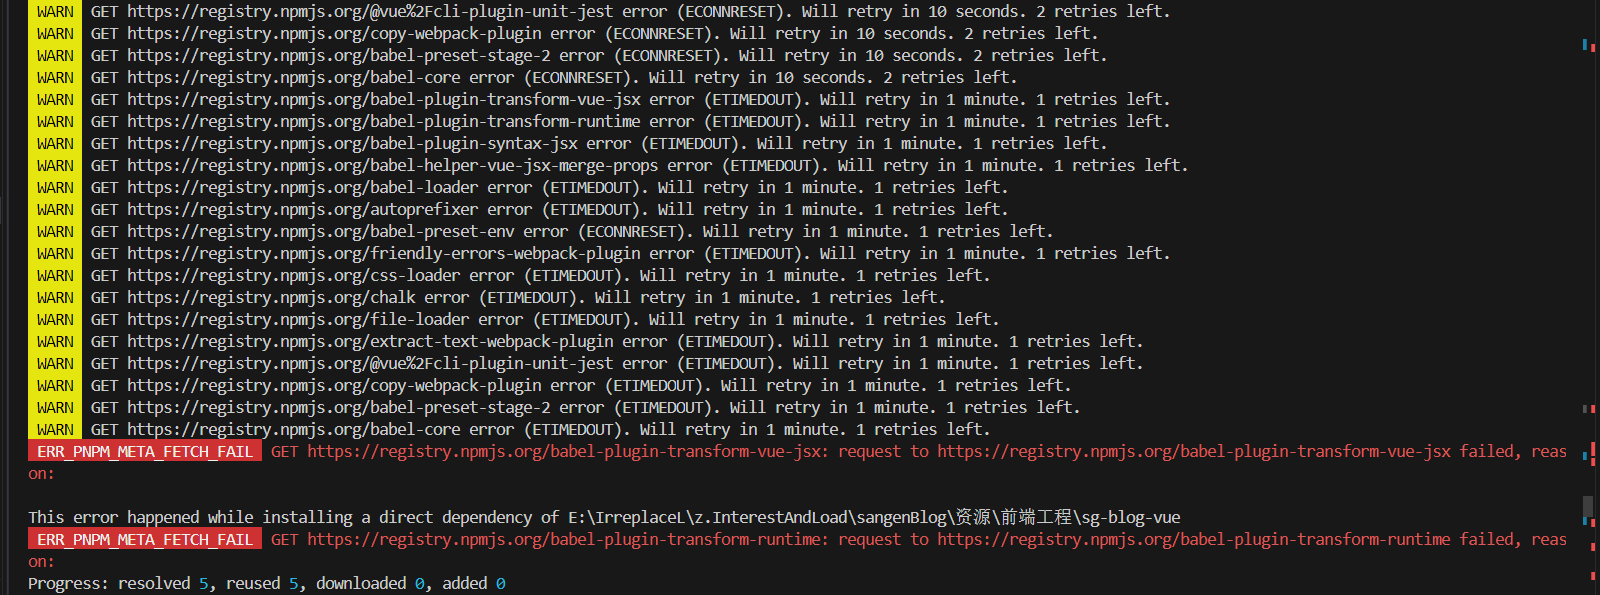 WARN GET https://registry.npmjs.org/@vue%2Fcli-plugin-unit-jest error (ECONNRESET). Will retry in 10 seconds. 2 retries left.
WARN GET https://registry.npmjs.org/copy-webpack-plugin error (ECONNRESET). Will retry in 10 seconds. 2 retries left.
WARN GET https://registry.npmjs.org/babel-preset-stage-2 error (ECONNRESET). Will retry in 10 seconds. 2 retries left.
WARN GET https://registry.npmjs.org/babel-core error (ECONNRESET). Will retry in 10 seconds. 2 retries left.
WARN GET https://registry.npmjs.org/babel-plugin-transform-vue-jsx error (ETIMEDOUT). Will retry in 1 minute. 1 retries left.
WARN GET https://registry.npmjs.org/babel-plugin-transform-runtime error (ETIMEDOUT). Will retry in 1 minute. 1 retries left.
WARN GET https://registry.npmjs.org/babel-plugin-syntax-jsx error (ETIMEDOUT). Will retry in 1 minute. 1 retries left.
WARN GET https://registry.npmjs.org/babel-helper-vue-jsx-merge-props error (ETIMEDOUT). Will retry in 1 minute. 1 retries left.
WARN GET https://registry.npmjs.org/babel-loader error (ETIMEDOUT). Will retry in 1 minute. 1 retries left.
WARN GET https://registry.npmjs.org/autoprefixer error (ETIMEDOUT). Will retry in 1 minute. 1 retries left.
WARN GET https://registry.npmjs.org/babel-preset-env error (ECONNRESET). Will retry in 1 minute. 1 retries left.
WARN GET https://registry.npmjs.org/friendly-errors-webpack-plugin error (ETIMEDOUT). Will retry in 1 minute. 1 retries left.
WARN GET https://registry.npmjs.org/css-loader error (ETIMEDOUT). Will retry in 1 minute. 1 retries left.
WARN GET https://registry.npmjs.org/chalk error (ETIMEDOUT). Will retry in 1 minute. 1 retries left.
WARN GET https://registry.npmjs.org/file-loader error (ETIMEDOUT). Will retry in 1 minute. 1 retries left.
WARN GET https://registry.npmjs.org/extract-text-webpack-plugin error (ETIMEDOUT). Will retry in 1 minute. 1 retries left.
WARN GET https://registry.npmjs.org/@vue%2Fcli-plugin-unit-jest error (ETIMEDOUT). Will retry in 1 minute. 1 retries left.
WARN GET https://registry.npmjs.org/copy-webpack-plugin error (ETIMEDOUT). Will retry in 1 minute. 1 retries left.
WARN GET https://registry.npmjs.org/babel-preset-stage-2 error (ETIMEDOUT). Will retry in 1 minute. 1 retries left.
WARN GET https://registry.npmjs.org/babel-core error (ETIMEDOUT). Will retry in 1 minute. 1 retries left.
ERR_PNPM_META_FETCH_FAIL GET https://registry.npmjs.org/babel-plugin-transform-vue-jsx: request to https://registry.npmjs.org/babel-plugin-transform-vue-jsx failed, reas
on:
This error happened while installing a direct dependency of E:\IrreplaceL\z.InterestAndLoad\sangenBlog\资源\前端工程\sg-blog-vue
ERR_PNPM_META_FETCH_FAIL GET https://registry.npmjs.org/babel-plugin-transform-runtime: request to https://registry.npmjs.org/babel-plugin-transform-runtime failed, reas
on:
Progress: resolved 5, reused 5, downloaded 0, added 0